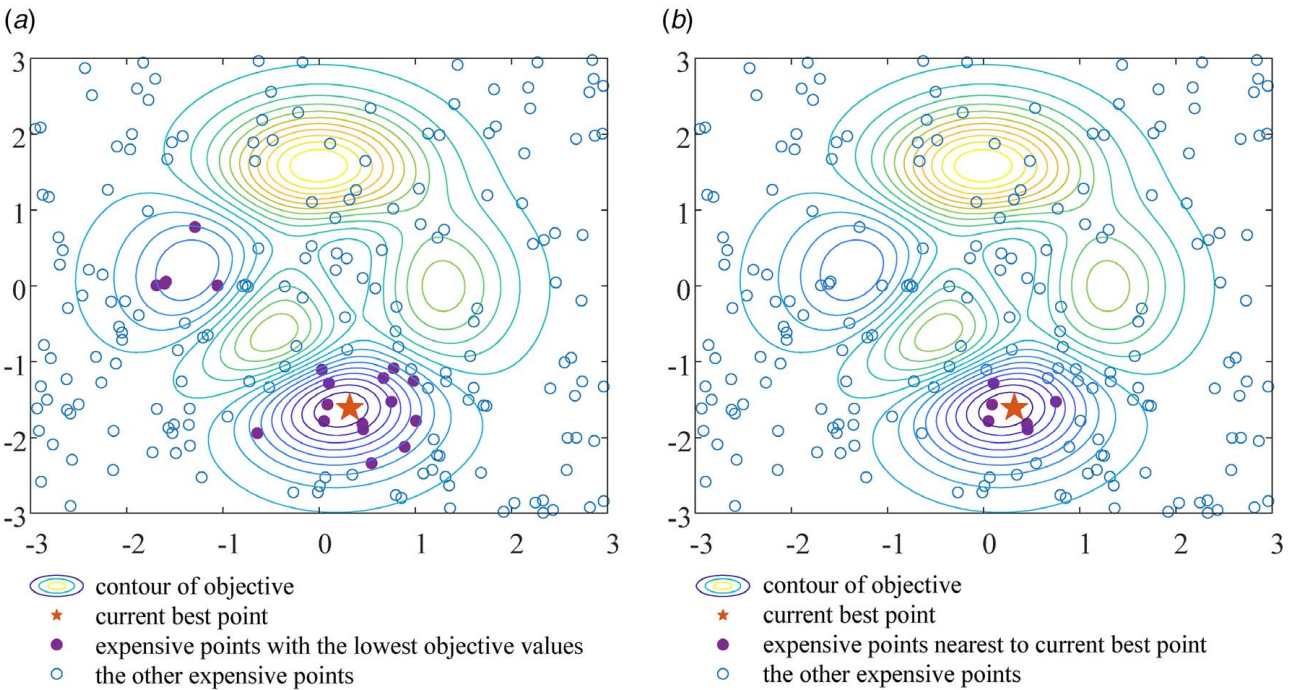 (a)
3
2
1
0
-1
-2
-3
-3 -2 -1 0 1 2 3
contour of objective
current best point
expensive points with the lowest objective values
the other expensive points
(b)
3
2
1
0
-1
-2
-3
-3 -2 -1 0 1 2 3
contour of objective
current best point
expensive points nearest to current best point
the other expensive points